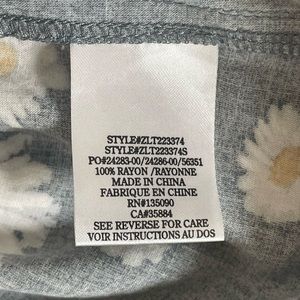 STYLE#ZLT223374
STYLE#ZLT223374S
PO#24283-00/24286-00/56351
100% RAYON /RAYONNE
MADE IN CHINA
FABRIQUE EN CHINE
RN#135090
CA#35884
SEE REVERSE FOR CARE
VOIR INSTRUCTIONS AU DOS